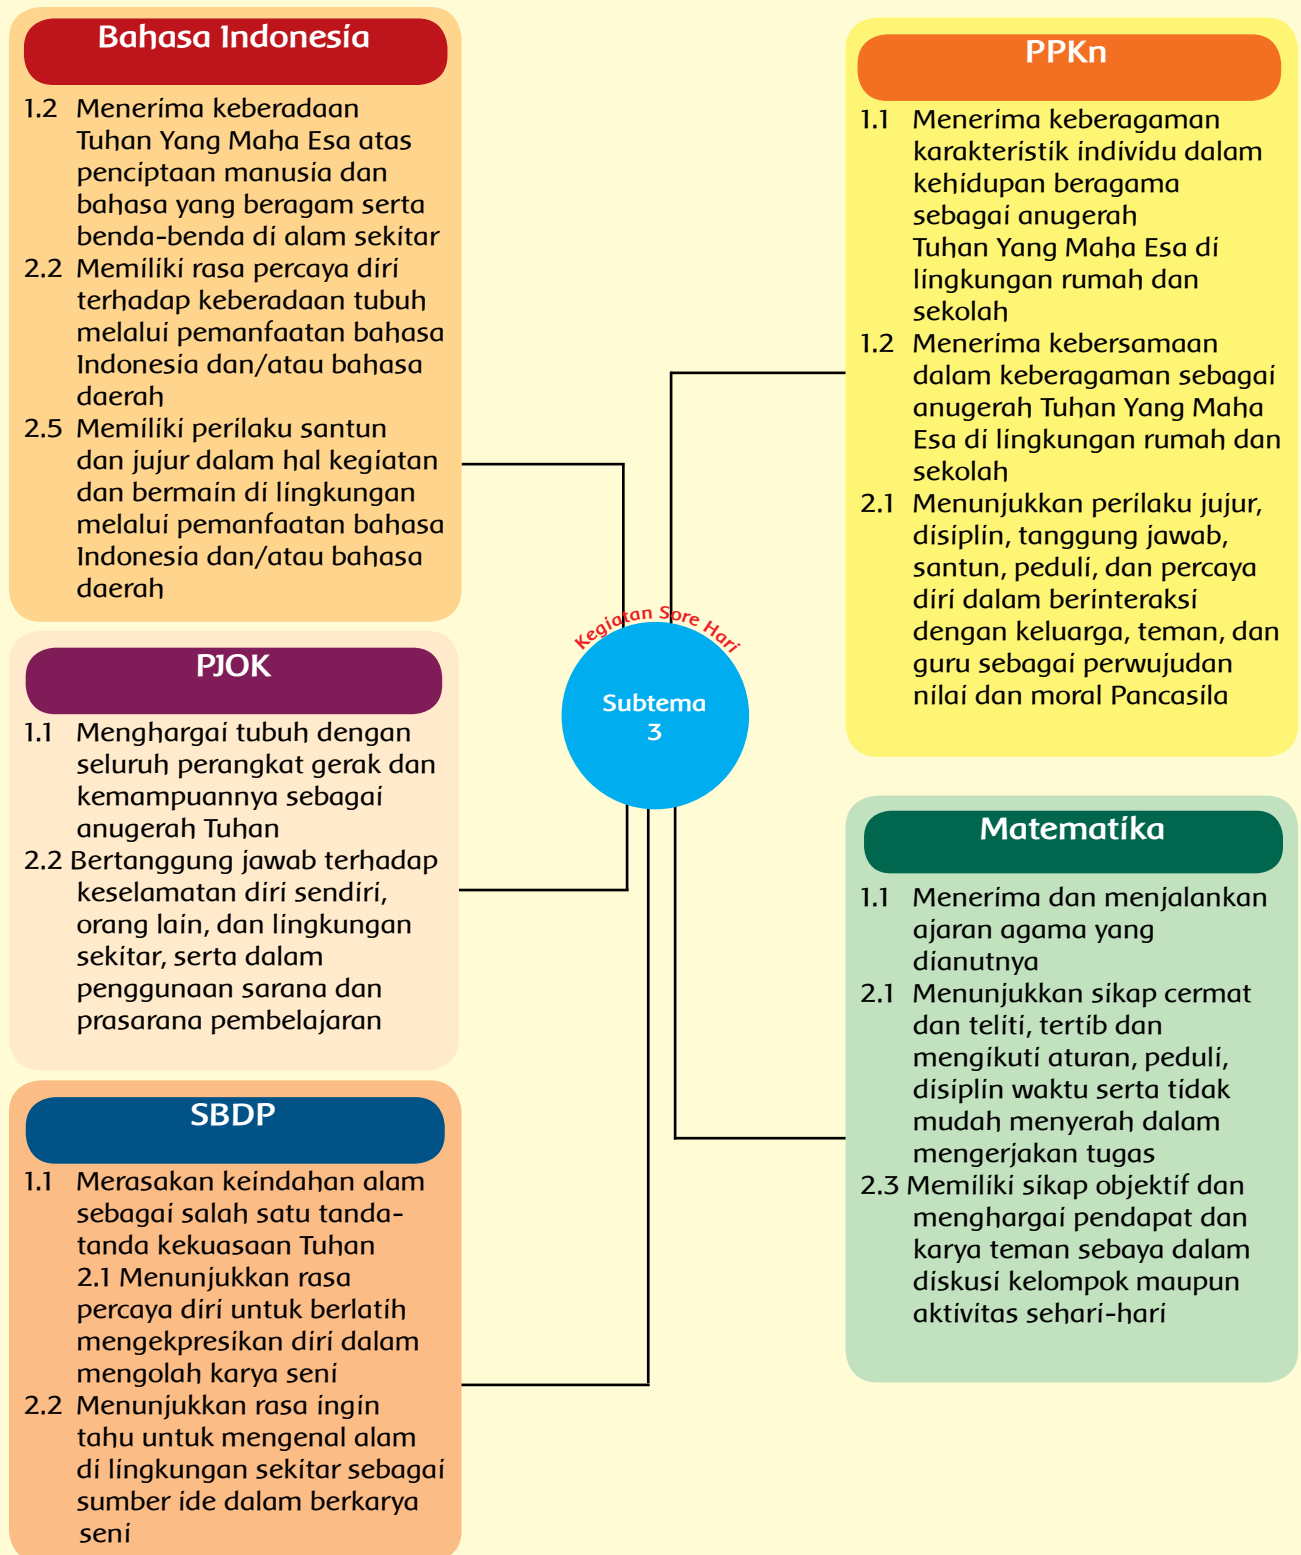 Bahasa Indonesia
1.2 Menerima keberadaan
Tuhan Yang Maha Esa atas
penciptaan manusia dan
bahasa yang beragam serta
benda-benda di alam sekitar
2.2 Memiliki rasa percaya diri
terhadap keberadaan tubuh
melalui pemanfaatan bahasa
Indonesia dan/atau bahasa
daerah
2.5 Memiliki perilaku santun
dan jujur dalam hal kegiatan
dan bermain di lingkungan
melalui pemanfaatan bahasa
Indonesia dan/atau bahasa
daerah
PJOK
1.1 Menghargai tubuh dengan
seluruh perangkat gerak dan
kemampuannya sebagai
anugerah Tuhan
2.2 Bertanggung jawab terhadap
keselamatan diri sendiri,
orang lain, dan lingkungan
sekitar, serta dalam
penggunaan sarana dan
prasarana pembelajaran
SBDP
1.1 Merasakan keindahan alam
sebagai salah satu tanda-
tanda kekuasaan Tuhan
2.1 Menunjukkan rasa
percaya diri untuk berlatih
mengekpresikan diri dalam
mengolah karya seni
2.2 Menunjukkan rasa ingin
tahu untuk mengenal alam
di lingkungan sekitar sebagai
sumber ide dalam berkarya
seni
Kegiatan Sore Hari
Subtema
3
PPKn
1.1 Menerima keberagaman
karakteristik individu dalam
kehidupan beragama
sebagai anugerah
Tuhan Yang Maha Esa di
lingkungan rumah dan
sekolah
1.2 Menerima kebersamaan
dalam keberagaman sebagai
anugerah Tuhan Yang Maha
Esa di lingkungan rumah dan
sekolah
2.1 Menunjukkan perilaku jujur,
disiplin, tanggung jawab,
santun, peduli, dan percaya
diri dalam berinteraksi
dengan keluarga, teman, dan
guru sebagai perwujudan
nilai dan moral Pancasila
Matematika
1.1 Menerima dan menjalankan
ajaran agama yang
dianutnya
2.1 Menunjukkan sikap cermat
dan teliti, tertib dan
mengikuti aturan, peduli,
disiplin waktu serta tidak
mudah menyerah dalam
mengerjakan tugas
2.3 Memiliki sikap objektif dan
menghargai pendapat dan
karya teman sebaya dalam
diskusi kelompok maupun
aktivitas sehari-hari